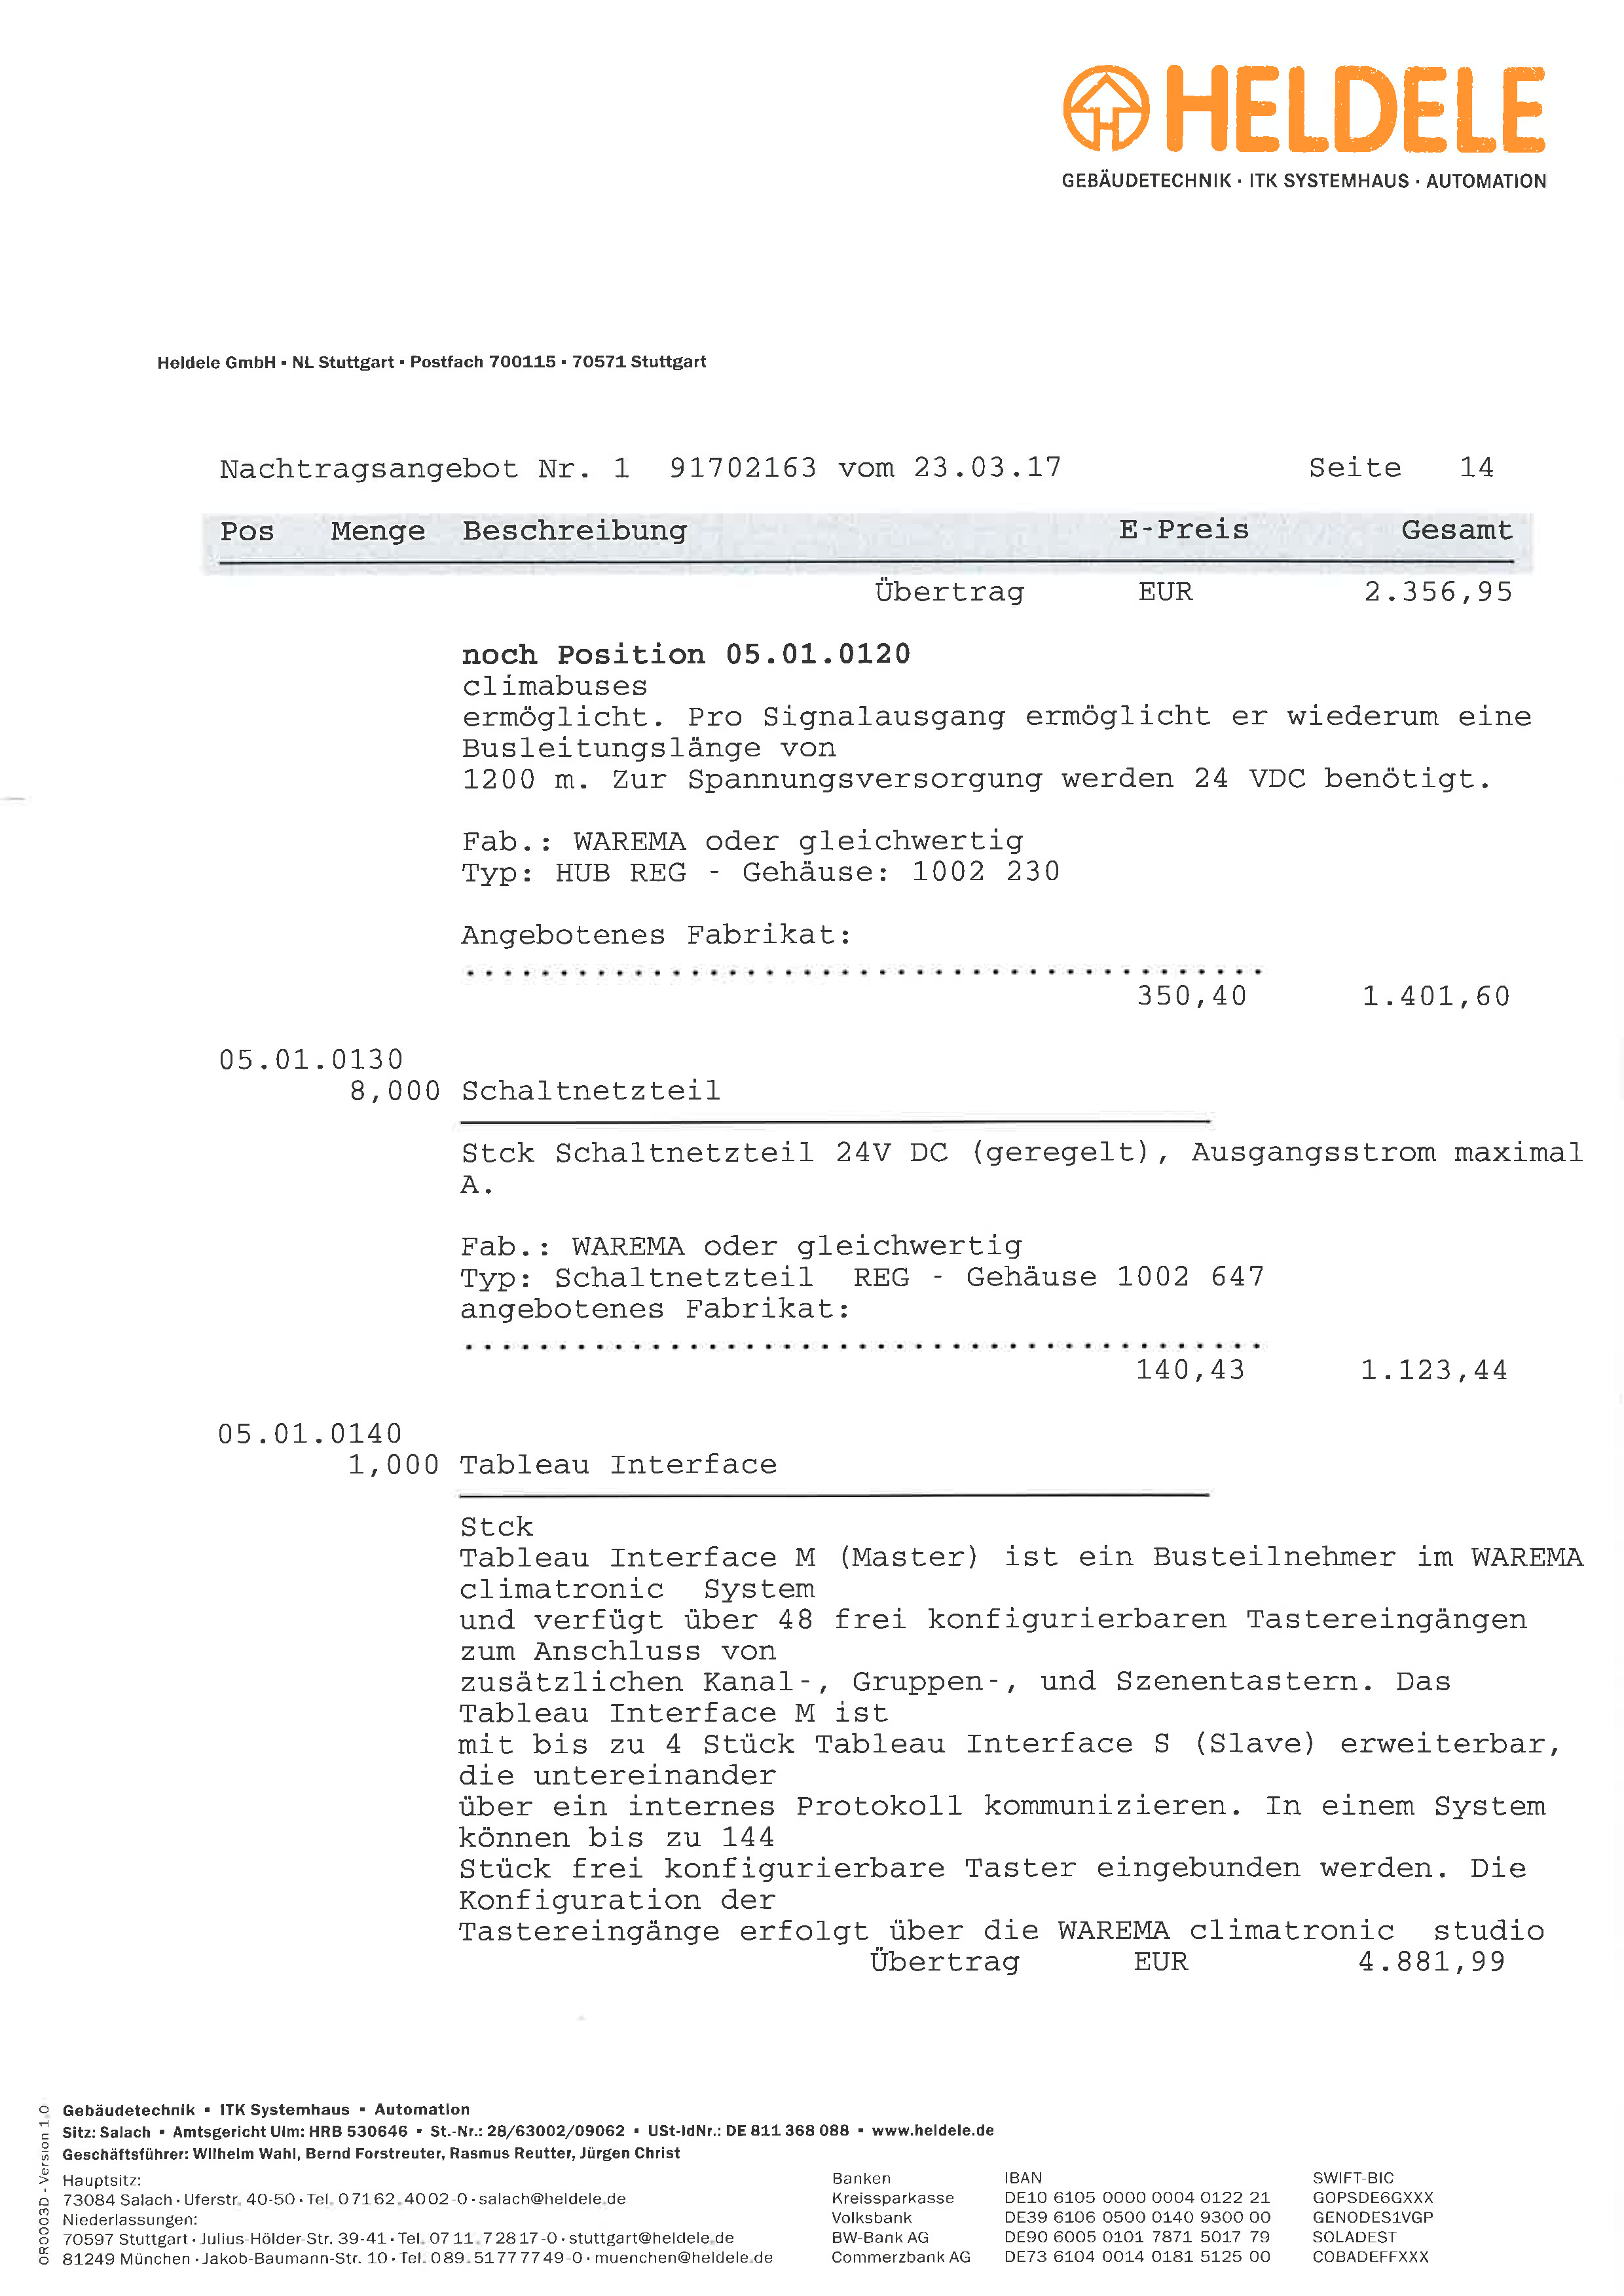 HELDELE
GEBÄUDETECHNIK · ITK SYSTEMHAUS · AUTOMATION
Heldele GmbH ▪ NL Stuttgart ▪ Postfach 700115 ▪ 70571 Stuttgart
Nachtragsangebot Nr. 1 91702163 vom 23.03.17 Seite 14
Pos Menge Beschreibung E-Preis Gesamt
Übertrag EUR 2.356,95
noch Position 05.01.0120
climabuses
ermöglicht. Pro Signalausgang ermöglicht er wiederum eine
Busleitungslänge von
1200 m. Zur Spannungsversorgung werden 24 VDC benötigt.
Fab.: WAREMA oder gleichwertig
Typ: HUB REG - Gehäuse: 1002 230
Angebotenes Fabrikat:
...........................................
350,40 1.401,60
05.01.0130
8,000 Schaltnetzteil
Stck Schaltnetzteil 24V DC (geregelt), Ausgangsstrom maximal
A.
Fab.: WAREMA oder gleichwertig
Typ: Schaltnetzteil REG - Gehäuse 1002 647
angebotenes Fabrikat:
...........................................
140,43 1.123,44
05.01.0140
1,000 Tableau Interface
Stck
Tableau Interface M (Master) ist ein Busteilnehmer im WAREMA
climatronic System
und verfügt über 48 frei konfigurierbaren Tastereingängen
zum Anschluss von
zusätzlichen Kanal-, Gruppen-, und Szenentastern. Das
Tableau Interface M ist
mit bis zu 4 Stück Tableau Interface S (Slave) erweiterbar,
die untereinander
über ein internes Protokoll kommunizieren. In einem System
können bis zu 144
Stück frei konfigurierbare Taster eingebunden werden. Die
Konfiguration der
Tastereingänge erfolgt über die WAREMA climatronic studio
Übertrag EUR 4.881,99
OR0003D - Version 1.0
Gebäudetechnik ▪ ITK Systemhaus ▪ Automation
Sitz: Salach ▪ Amtsgericht Ulm: HRB 530646 ▪ St.-Nr.: 28/63002/09062 ▪ USt-IdNr.: DE 811 368 088 ▪ www.heldele.de
Geschäftsführer: Wilhelm Wahl, Bernd Forstreuter, Rasmus Reutter, Jürgen Christ
Hauptsitz: Banken IBAN SWIFT-BIC
73084 Salach · Uferstr. 40-50 · Tel. 07162.4002-0 · salach@heldele.de Kreissparkasse DE10 6105 0000 0004 0122 21 GOPSDE6GXXX
Niederlassungen: Volksbank DE39 6106 0500 0140 9300 00 GENODES1VGP
70597 Stuttgart · Julius-Hölder-Str. 39-41 · Tel. 0711.72817-0 · stuttgart@heldele.de BW-Bank AG DE90 6005 0101 7871 5017 79 SOLADEST
81249 München · Jakob-Baumann-Str. 10 · Tel. 089.5177749-0 · muenchen@heldele.de Commerzbank AG DE73 6104 0014 0181 5125 00 COBADEFFXXX